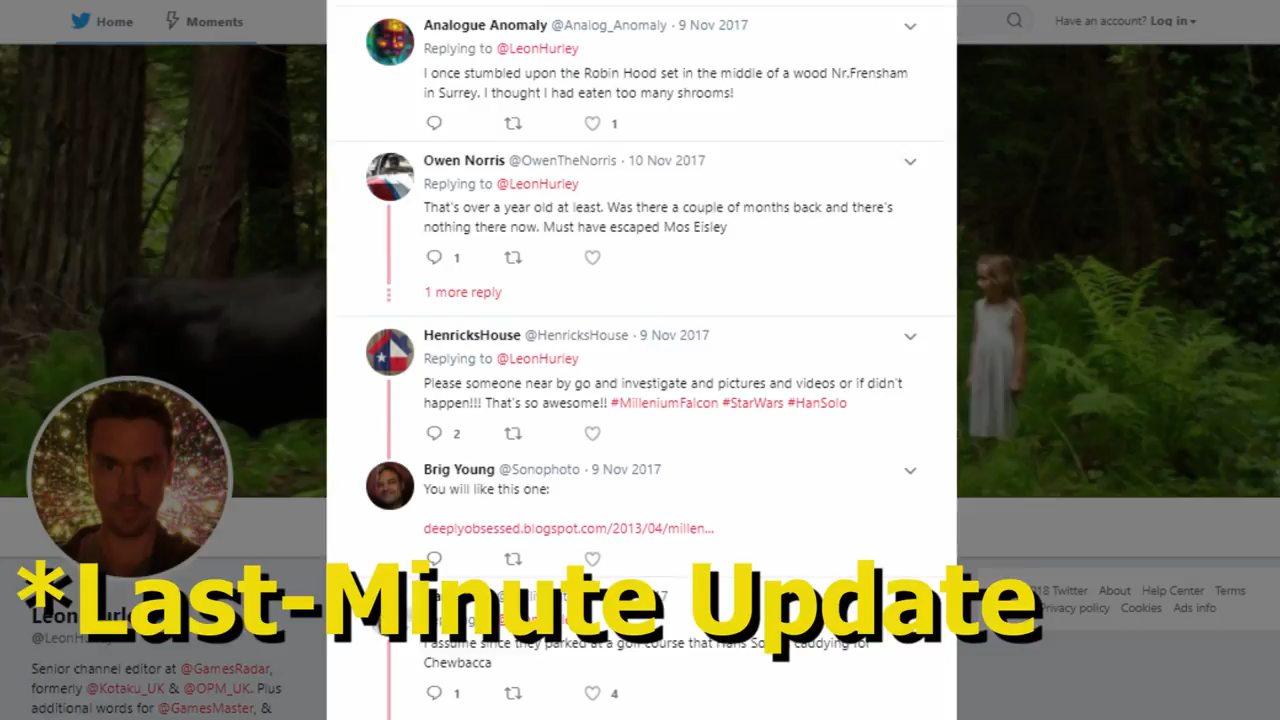 Home
Moments
Have an account? Log in
Analogue Anomaly @Analog_Anomaly · 9 Nov 2017
Replying to @LeonHurley
I once stumbled upon the Robin Hood set in the middle of a wood Nr.Frensham
in Surrey. I thought I had eaten too many shrooms!
1
Owen Norris @OwenTheNorris · 10 Nov 2017
Replying to @LeonHurley
That's over a year old at least. Was there a couple of months back and there's
nothing there now. Must have escaped Mos Eisley
1
1 more reply
HenricksHouse @HenricksHouse · 9 Nov 2017
Replying to @LeonHurley
Please someone near by go and investigate and pictures and videos or if didn't
happen!!! That's so awesome!! #MilleniumFalcon #StarWars #HanSolo
2
Brig Young @Sonophoto · 9 Nov 2017
You will like this one:
deeplyobsessed.blogspot.com/2013/04/millen...
*Last-Minute Update
I assume since they parked at a golf course that Hans caddying for
Chewbacca
1 4
Leon
Senior channel editor at @GamesRadar,
formerly @Kotaku_UK & @OPM_UK. Plus
additional words for @GamesMaster, &
18 Twitter About Help Center Terms
Privacy policy Cookies Ads info